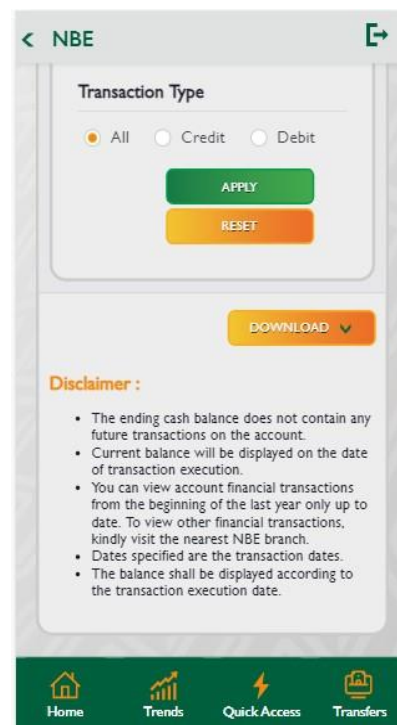 NBE
Transaction Type
All Credit Debit
APPLY
RESET
DOWNLOAD
Disclaimer :
• The ending cash balance does not contain any
future transactions on the account.
• Current balance will be displayed on the date
of transaction execution.
• You can view account financial transactions
from the beginning of the last year only up to
date. To view other financial transactions,
kindly visit the nearest NBE branch.
• Dates specified are the transaction dates.
• The balance shall be displayed according to
the transaction execution date.
Home Trends Quick Access Transfers